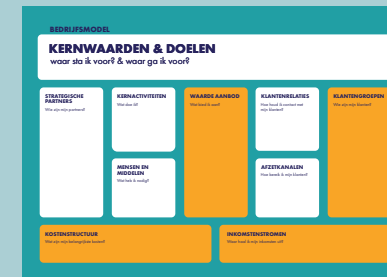 BEDRIJFSMODEL
KERNWAARDEN & DOELEN
waar sta ik voor? & waar ga ik voor?
STRATEGISCHE
PARTNERS
Wie zijn mijn partners?
KERNACTIVITEITEN
Wat doe ik?
MENSEN EN
MIDDELEN
Wat heb ik nodig?
WAARDE AANBOD
Wat bied ik aan?
KLANTENRELATIES
Hoe houd ik contact met
mijn klanten?
AFZETKANALEN
Hoe bereik ik mijn klanten?
KLANTENGROEPEN
Wie zijn mijn klanten?
KOSTENSTRUCTUUR
Wat zijn mijn belangrijkste kosten?
INKOMSTENSTROMEN
Waar haal ik mijn inkomsten uit?